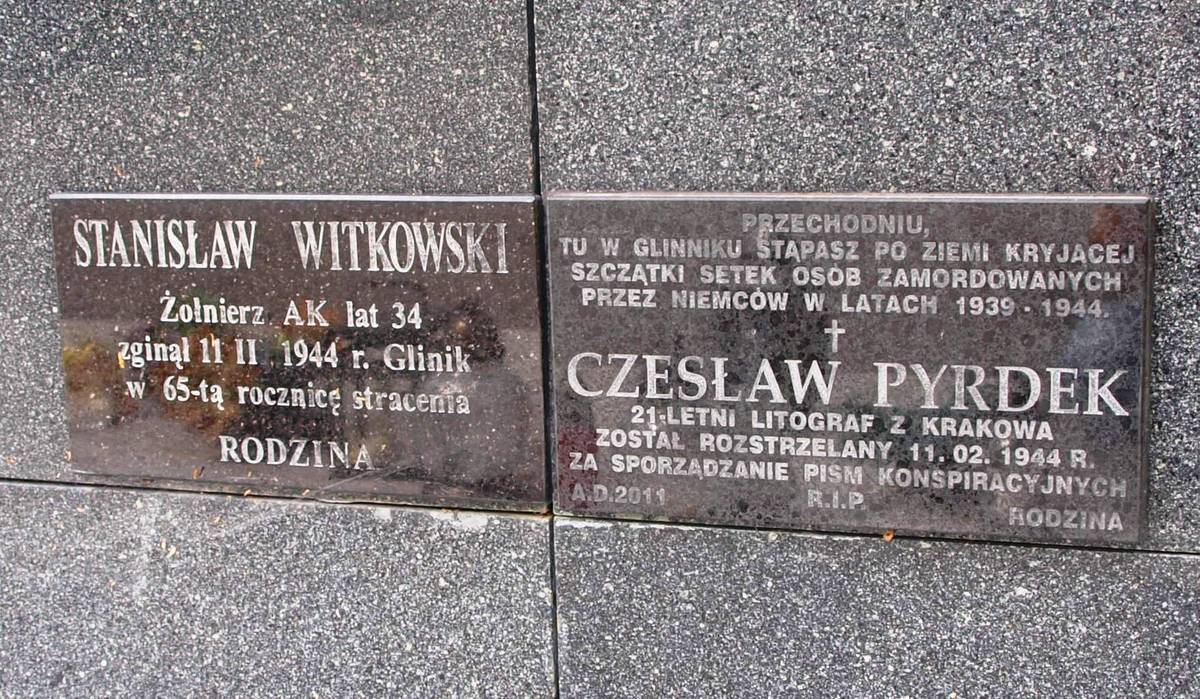 STANISŁAW WITKOWSKI
Żołnierz AK lat 34
zginął 11 II 1944 r. Glinik
w 65-tą rocznicę stracenia
RODZINA
PRZECHODNIU,
TU W GLINNIKU STĄPASZ PO ZIEMI KRYJĄCEJ
SZCZĄTKI SETEK OSÓB ZAMORDOWANYCH
PRZEZ NIEMCÓW W LATACH 1939 - 1944.
CZESŁAW PYRDEK
21-LETNI LITOGRAF Z KRAKOWA
ZOSTAŁ ROZSTRZELANY 11.02.1944 R.
ZA SPORZĄDZANIE PISM KONSPIRACYJNYCH
A.D.2011 R.I.P.
RODZINA